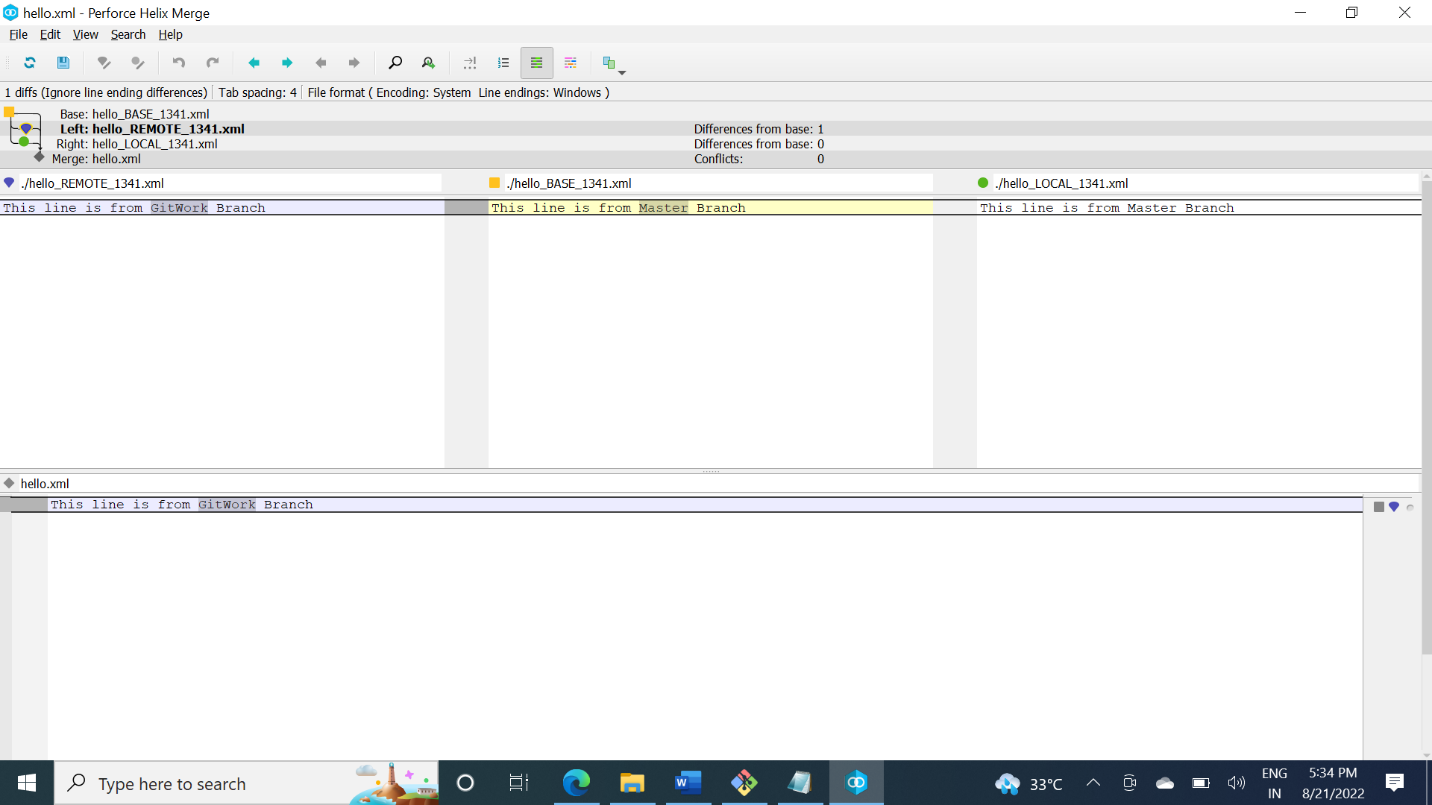 hello.xml - Perforce Helix Merge
File Edit View Search Help
1 diffs (Ignore line ending differences) Tab spacing: 4 File format ( Encoding: System Line endings: Windows )
Base: hello_BASE_1341.xml
Left: hello_REMOTE_1341.xml Differences from base: 1
Right: hello_LOCAL_1341.xml Differences from base: 0
Merge: hello.xml Conflicts: 0
./hello_REMOTE_1341.xml ./hello_BASE_1341.xml ./hello_LOCAL_1341.xml
This line is from GitWork Branch This line is from Master Branch This line is from Master Branch
hello.xml
This line is from GitWork Branch
Type here to search 33°C ENG 5:34 PM
IN 8/21/2022